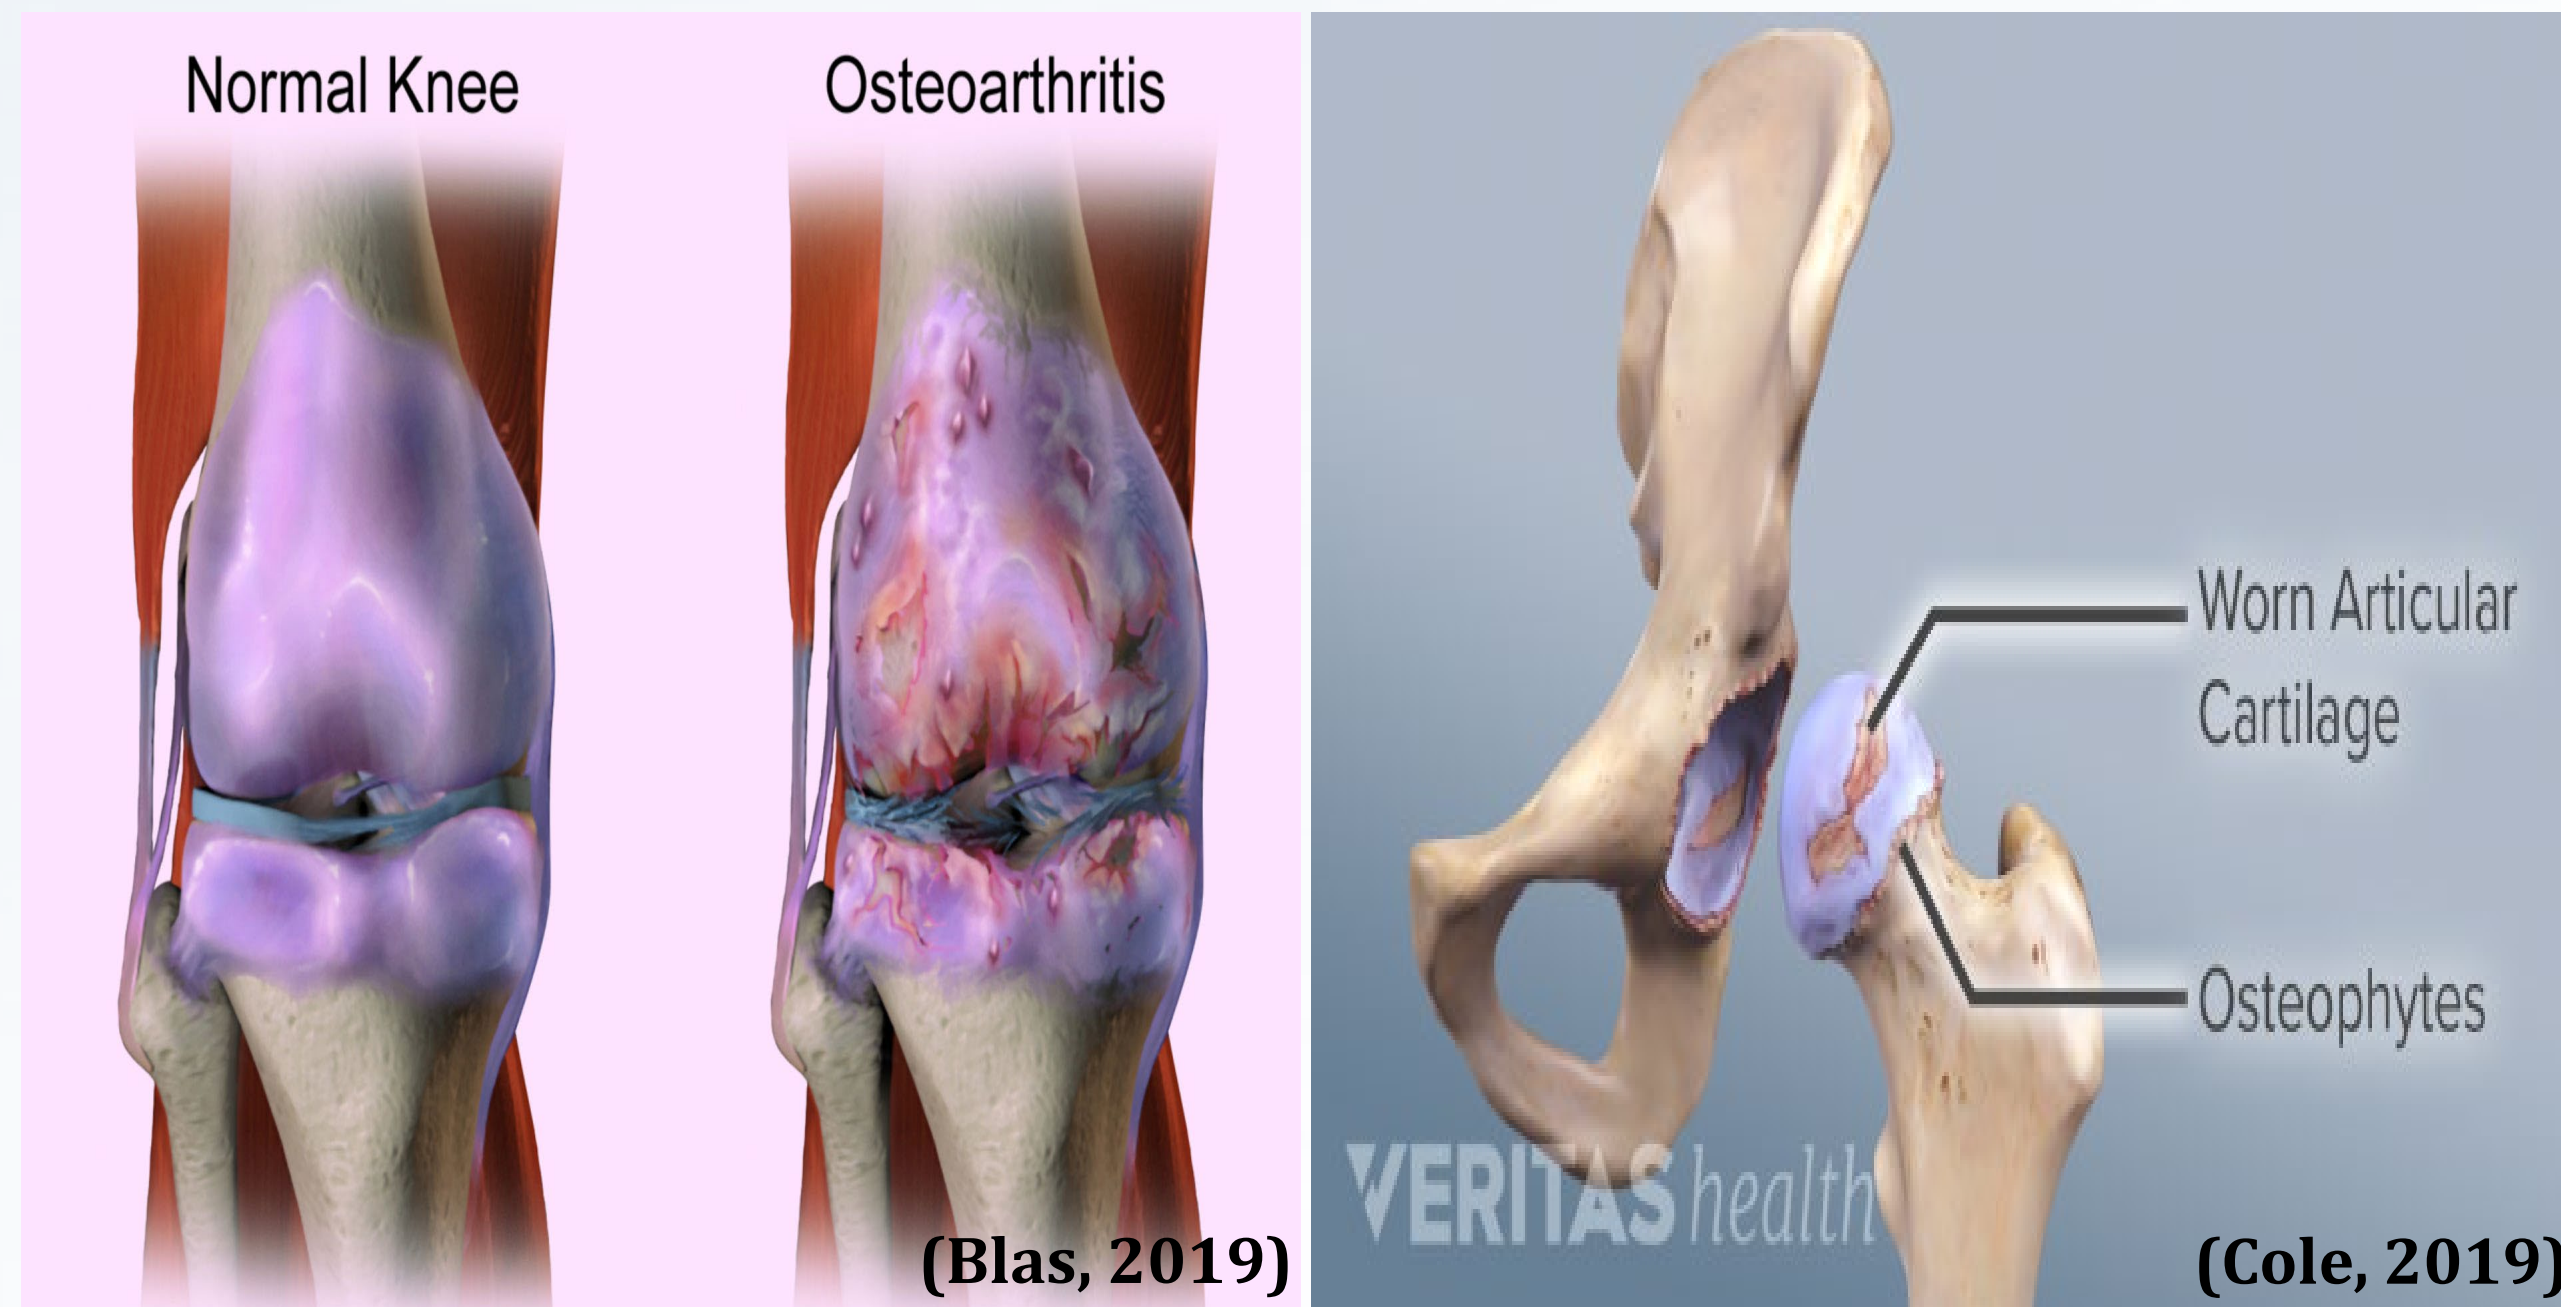 Normal Knee
Osteoarthritis
(Blas, 2019)
Worn Articular
Cartilage
Osteophytes
VERITAS health
(Cole, 2019)